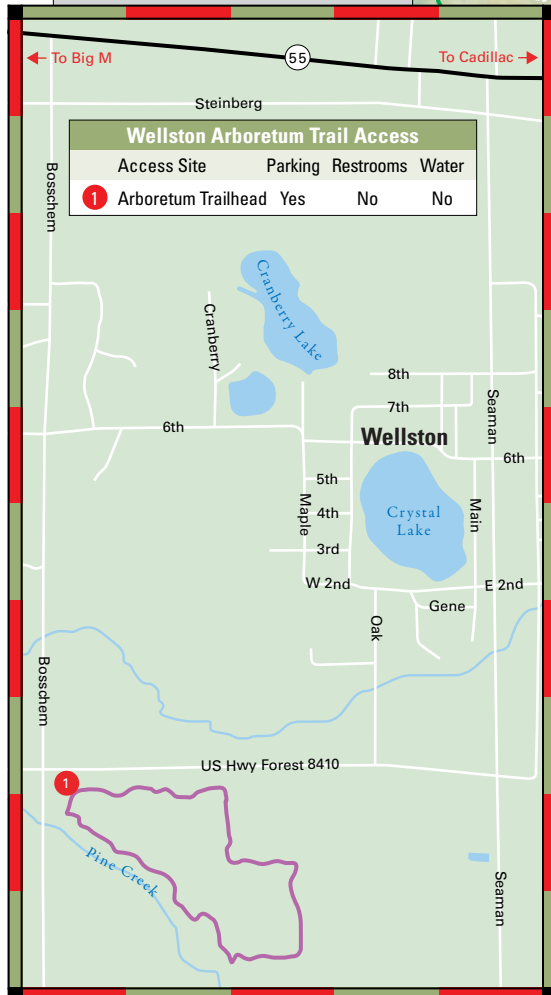 To Big M
55
To Cadillac
Steinberg
Wellston Arboretum Trail Access
Access Site Parking Restrooms Water
1 Arboretum Trailhead Yes No No
Bosschem
Cranberry Lake
Cranberry
8th
7th
Seaman
6th
Wellston
6th
5th
Maple
4th
Crystal
Lake
Main
3rd
W 2nd
E 2nd
Gene
Oak
Bosschem
US Hwy Forest 8410
1
Pine Creek
Seaman